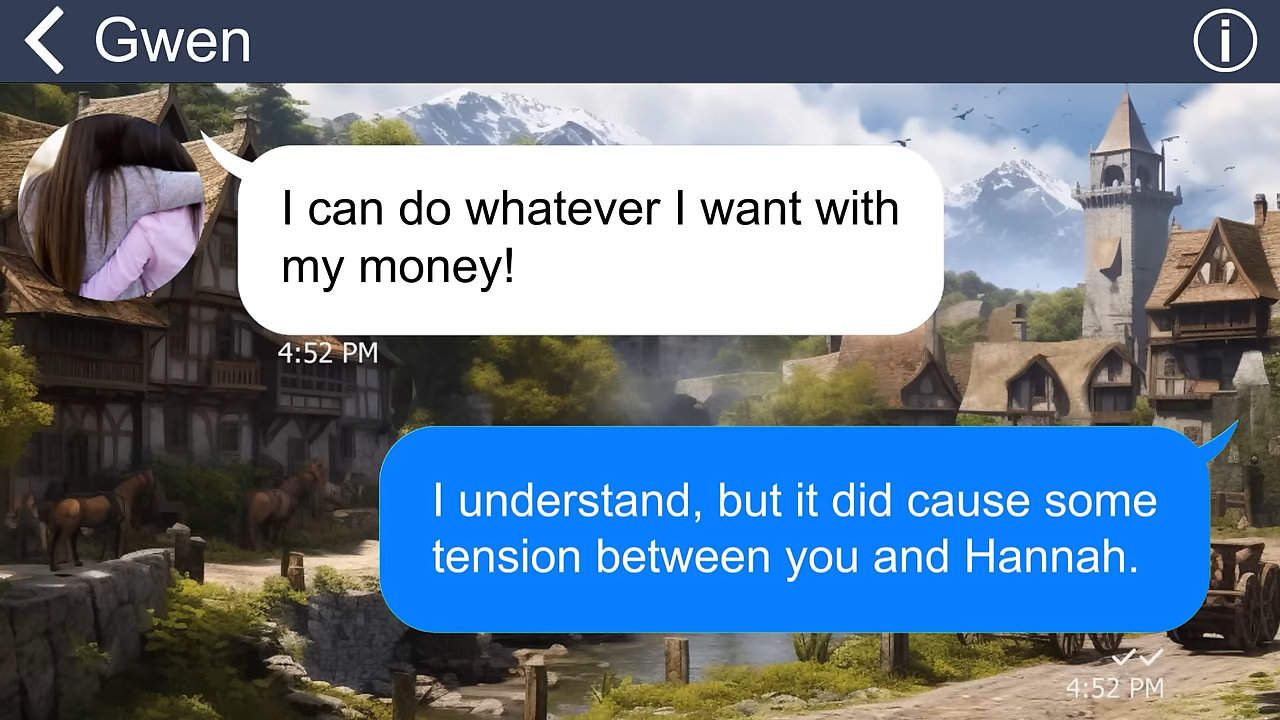 Gwen
I can do whatever I want with
my money!
4:52 PM
I understand, but it did cause some
tension between you and Hannah.
4:52 PM